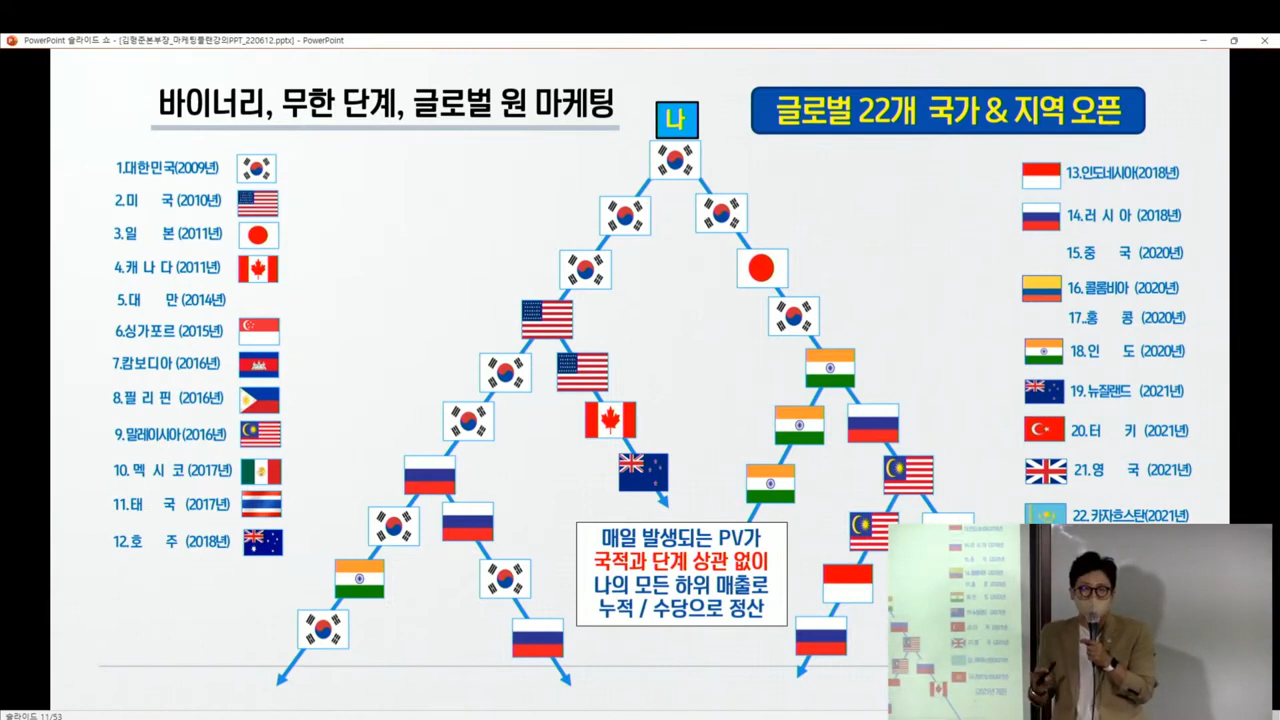 PowerPoint 슬라이드 쇼 - [김형준본부장_마케팅플랜강의PPT_220612.pptx] - PowerPoint
바이너리, 무한 단계, 글로벌 원 마케팅
나
글로벌 22개 국가 & 지역 오픈
1.대한민국(2009년)
2.미 국 (2010년)
3.일 본 (2011년)
4.캐 나 다 (2011년)
5.대 만 (2014년)
6.싱가포르 (2015년)
7.캄보디아 (2016년)
8.필 리 핀 (2016년)
9.말레이시아(2016년)
10. 멕 시 코 (2017년)
11.태 국 (2017년)
12.호 주 (2018년)
13.인도네시아(2018년)
14.러 시 아 (2018년)
15.중 국 (2020년)
16.콜롬비아 (2020년)
17..홍 콩 (2020년)
18.인 도 (2020년)
19.뉴질랜드 (2021년)
20.터 키 (2021년)
21.영 국 (2021년)
22.카자흐스탄(2021년)
매일 발생되는 PV가
국적과 단계 상관 없이
나의 모든 하위 매출로
누적 / 수당으로 정산
슬라이드 11/53